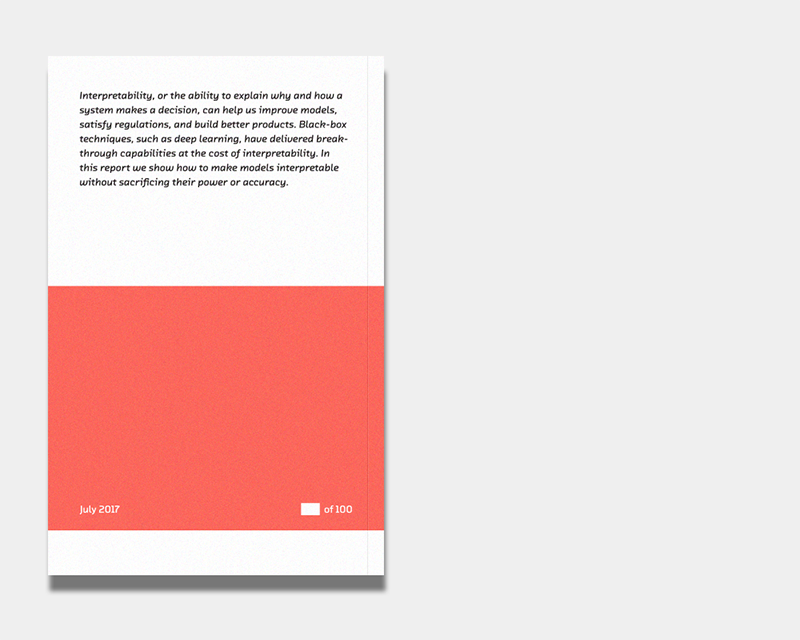 Interpretability, or the ability to explain why and how a
system makes a decision, can help us improve models,
satisfy regulations, and build better products. Black-box
techniques, such as deep learning, have delivered break-
through capabilities at the cost of interpretability. In
this report we show how to make models interpretable
without sacrificing their power or accuracy.
July 2017 of 100